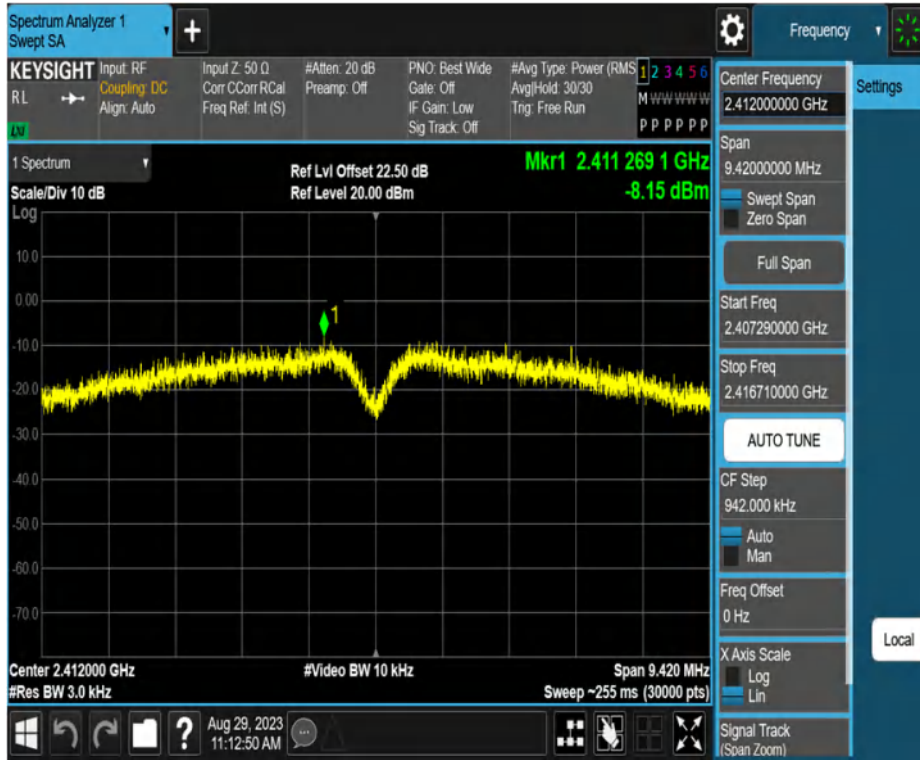 Spectrum Analyzer 1
Swept SA
+
Frequency
KEYSIGHT
RL
LXI
Input: RF
Coupling: DC
Align: Auto
Input Z: 50 Ω
Corr CCorr RCal
Freq Ref: Int (S)
#Atten: 20 dB
Preamp: Off
PNO: Best Wide
Gate: Off
IF Gain: Low
Sig Track: Off
#Avg Type: Power (RMS
Avg|Hold: 30/30
Trig: Free Run
1 2 3 4 5 6
M W W W W W
P P P P P P
1 Spectrum
Scale/Div 10 dB
Ref Lvl Offset 22.50 dB
Ref Level 20.00 dBm
Mkr1 2.411 269 1 GHz
-8.15 dBm
Log
10.0
0.00
1
-10.0
-20.0
-30.0
-40.0
-50.0
-60.0
-70.0
Center 2.412000 GHz
#Video BW 10 kHz
Span 9.420 MHz
#Res BW 3.0 kHz
Sweep ~255 ms (30000 pts)
Center Frequency
2.412000000 GHz
Span
9.42000000 MHz
Swept Span
Zero Span
Full Span
Start Freq
2.407290000 GHz
Stop Freq
2.416710000 GHz
AUTO TUNE
CF Step
942.000 kHz
Auto
Man
Freq Offset
0 Hz
X Axis Scale
Log
Lin
Signal Track
(Span Zoom)
Settings
Local
?
Aug 29, 2023
11:12:50 AM